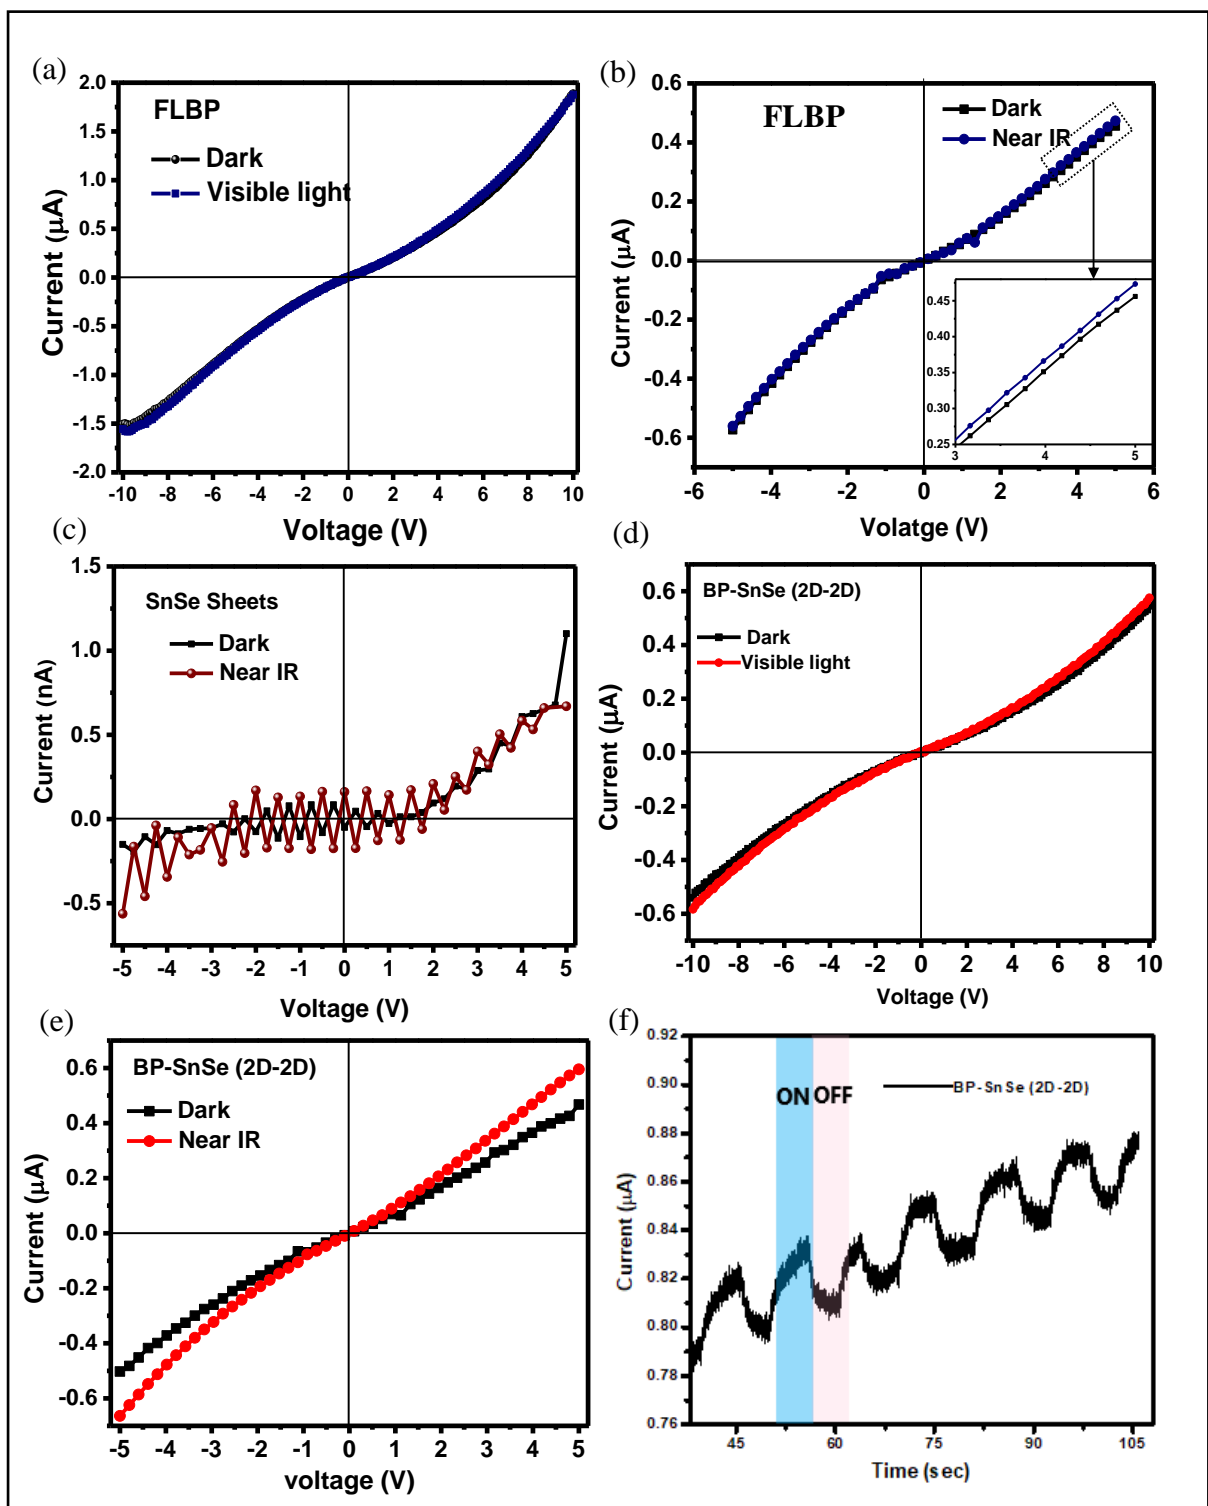 (a)
2.0
1.5
1.0
0.5
0.0
-0.5
-1.0
-1.5
-2.0
Current (μA)
FLBP
Dark
Visible light
-10 -8 -6 -4 -2 0 2 4 6 8 10
Voltage (V)
(b)
0.6
0.4
0.2
0.0
-0.2
-0.4
-0.6
Current (μA)
FLBP
Dark
Near IR
0.45
0.40
0.35
0.30
0.25
3 4 5
-6 -4 -2 0 2 4 6
Volatge (V)
(c)
1.5
1.0
0.5
0.0
-0.5
Current (nA)
SnSe Sheets
Dark
Near IR
-5 -4 -3 -2 -1 0 1 2 3 4 5
Voltage (V)
(d)
0.6
0.4
0.2
0.0
-0.2
-0.4
-0.6
Current (μA)
BP-SnSe (2D-2D)
Dark
Visible light
-10 -8 -6 -4 -2 0 2 4 6 8 10
Voltage (V)
(e)
0.6
0.4
0.2
0.0
-0.2
-0.4
-0.6
Current (μA)
BP-SnSe (2D-2D)
Dark
Near IR
-5 -4 -3 -2 -1 0 1 2 3 4 5
voltage (V)
(f)
0.92
0.90
0.88
0.86
0.84
0.82
0.80
0.78
0.76
Current (μA)
ON OFF
BP-SnSe (2D-2D)
45 60 75 90 105
Time (sec)